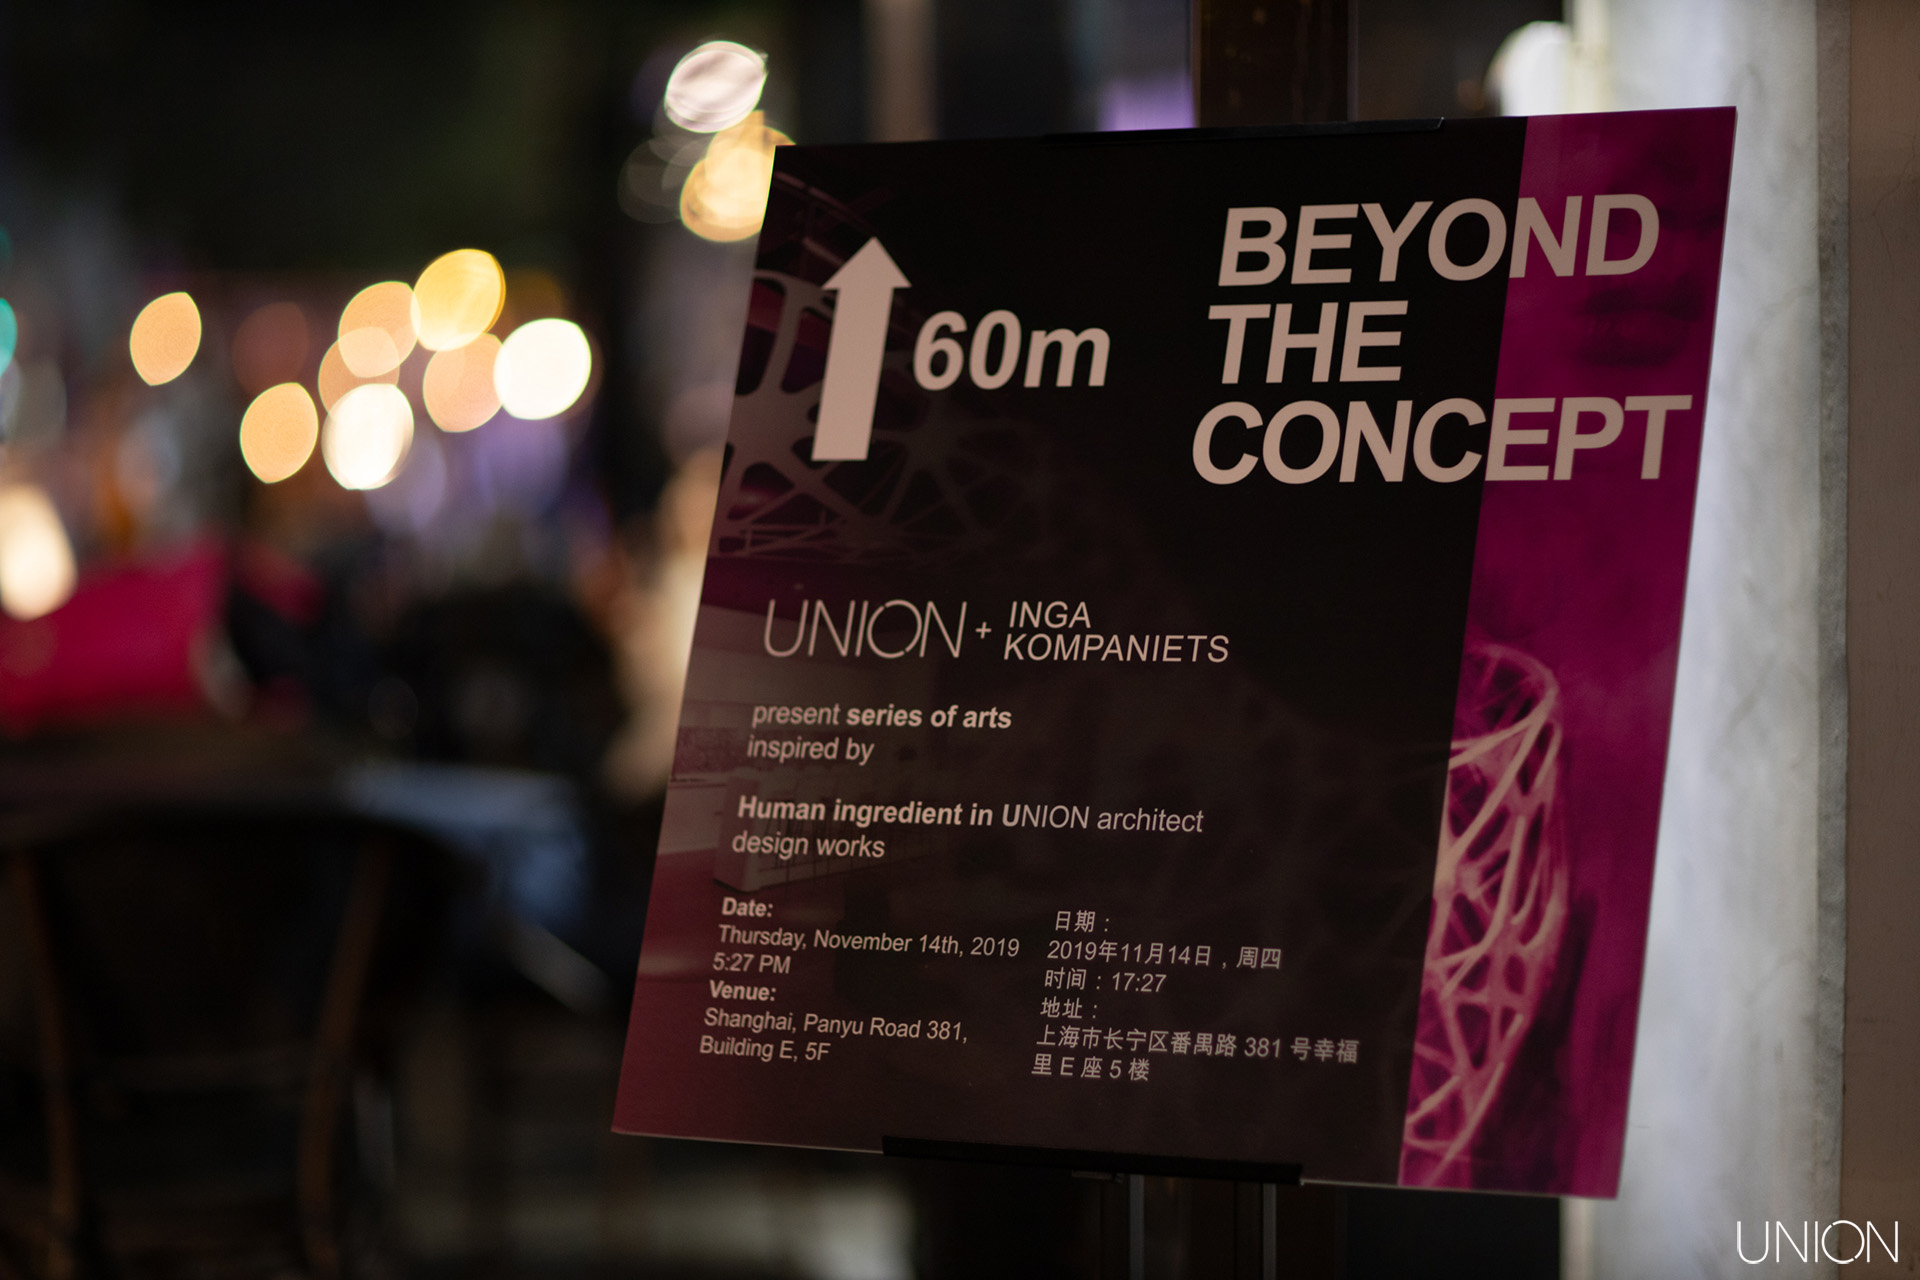 60m
BEYOND
THE
CONCEPT
UNION + INGA
KOMPANIETS
present series of arts
inspired by
Human ingredient in UNION architect
design works
Date:
Thursday, November 14th, 2019
5:27 PM
Venue:
Shanghai, Panyu Road 381,
Building E, 5F
日期：
2019年11月14日，周四
时间：17:27
地址：
上海市长宁区番禺路 381 号幸福
里 E 座 5 楼
UNION